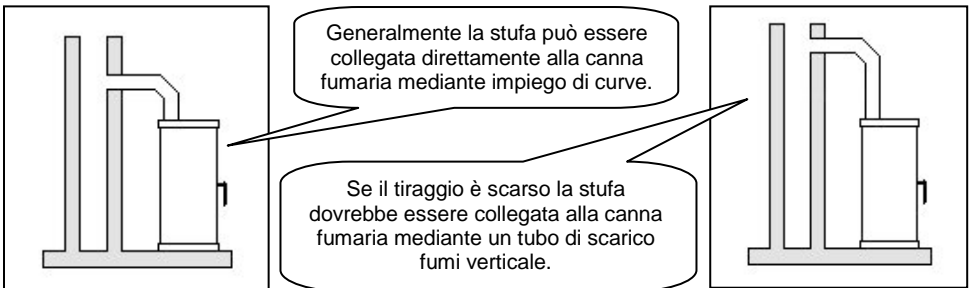 Generalmente la stufa può essere
collegata direttamente alla canna
fumaria mediante impiego di curve.
Se il tiraggio è scarso la stufa
dovrebbe essere collegata alla canna
fumaria mediante un tubo di scarico
fumi verticale.